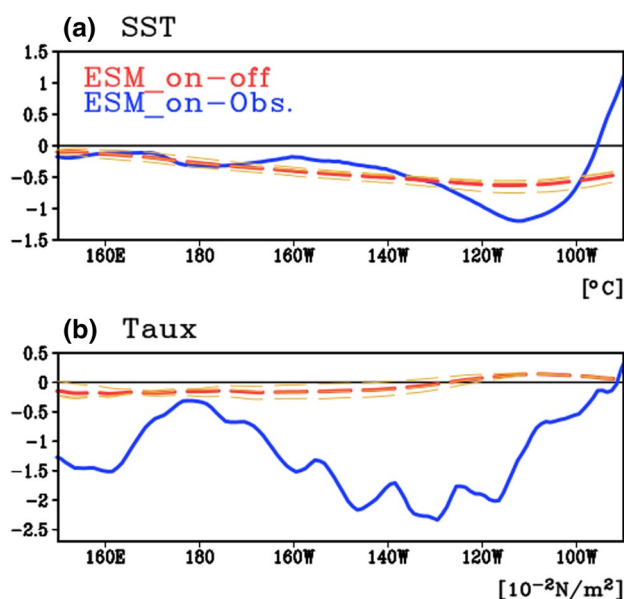 (a) SST
1.5
1
0.5
0
-0.5
-1
-1.5
ESM_on-off
ESM_on-Obs.
160E 180 160W 140W 120W 100W
[°C]
(b) Taux
0.5
0
-0.5
-1
-1.5
-2
-2.5
160E 180 160W 140W 120W 100W
[10⁻²N/m²]